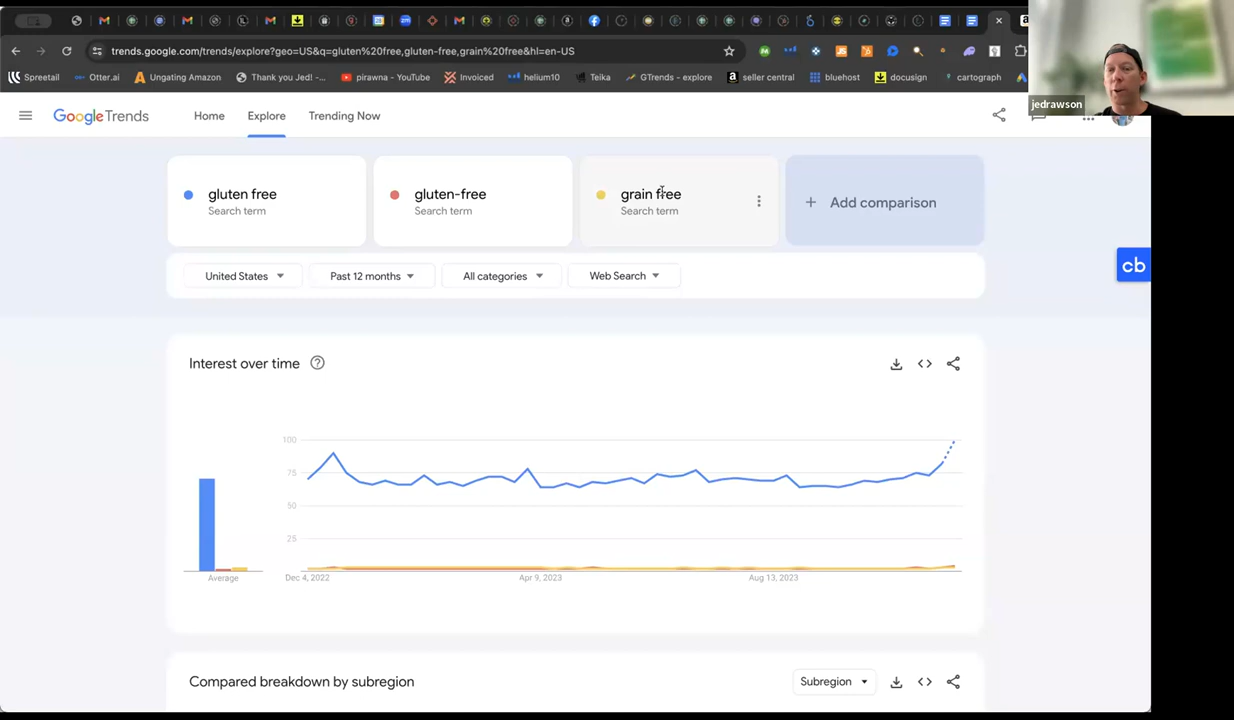 trends.google.com/trends/explore?geo=US&q=gluten%20free,gluten-free,grain%20free&hl=en-US
Spreetail Otter.ai Ungating Amazon Thank you Jed! -... pirawna - YouTube Invoiced helium10 Teika GTrends - explore seller central bluehost docusign cartograph
jedrawson
Google Trends Home Explore Trending Now
gluten free
Search term
gluten-free
Search term
grain free
Search term
+ Add comparison
cb
United States Past 12 months All categories Web Search
Interest over time
100
75
50
25
Average
Dec 4, 2022 Apr 9, 2023 Aug 13, 2023
Compared breakdown by subregion
Subregion